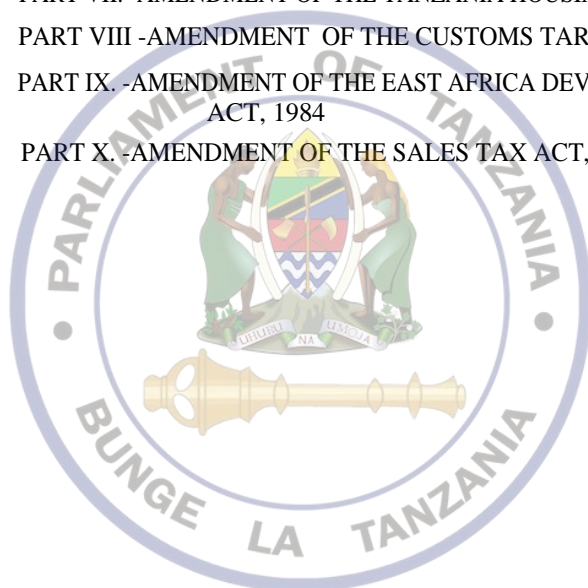 PART VIII -AMENDMENT OF THE CUSTOMS TAR
PART IX. -AMENDMENT OF THE EAST AFRICA DEV
ACT, 1984
PART X. -AMENDMENT OF THE SALES TAX ACT,
PARLIAMENT OF TANZANIA
UHURU NA UMOJA
BUNGE LA TANZANIA